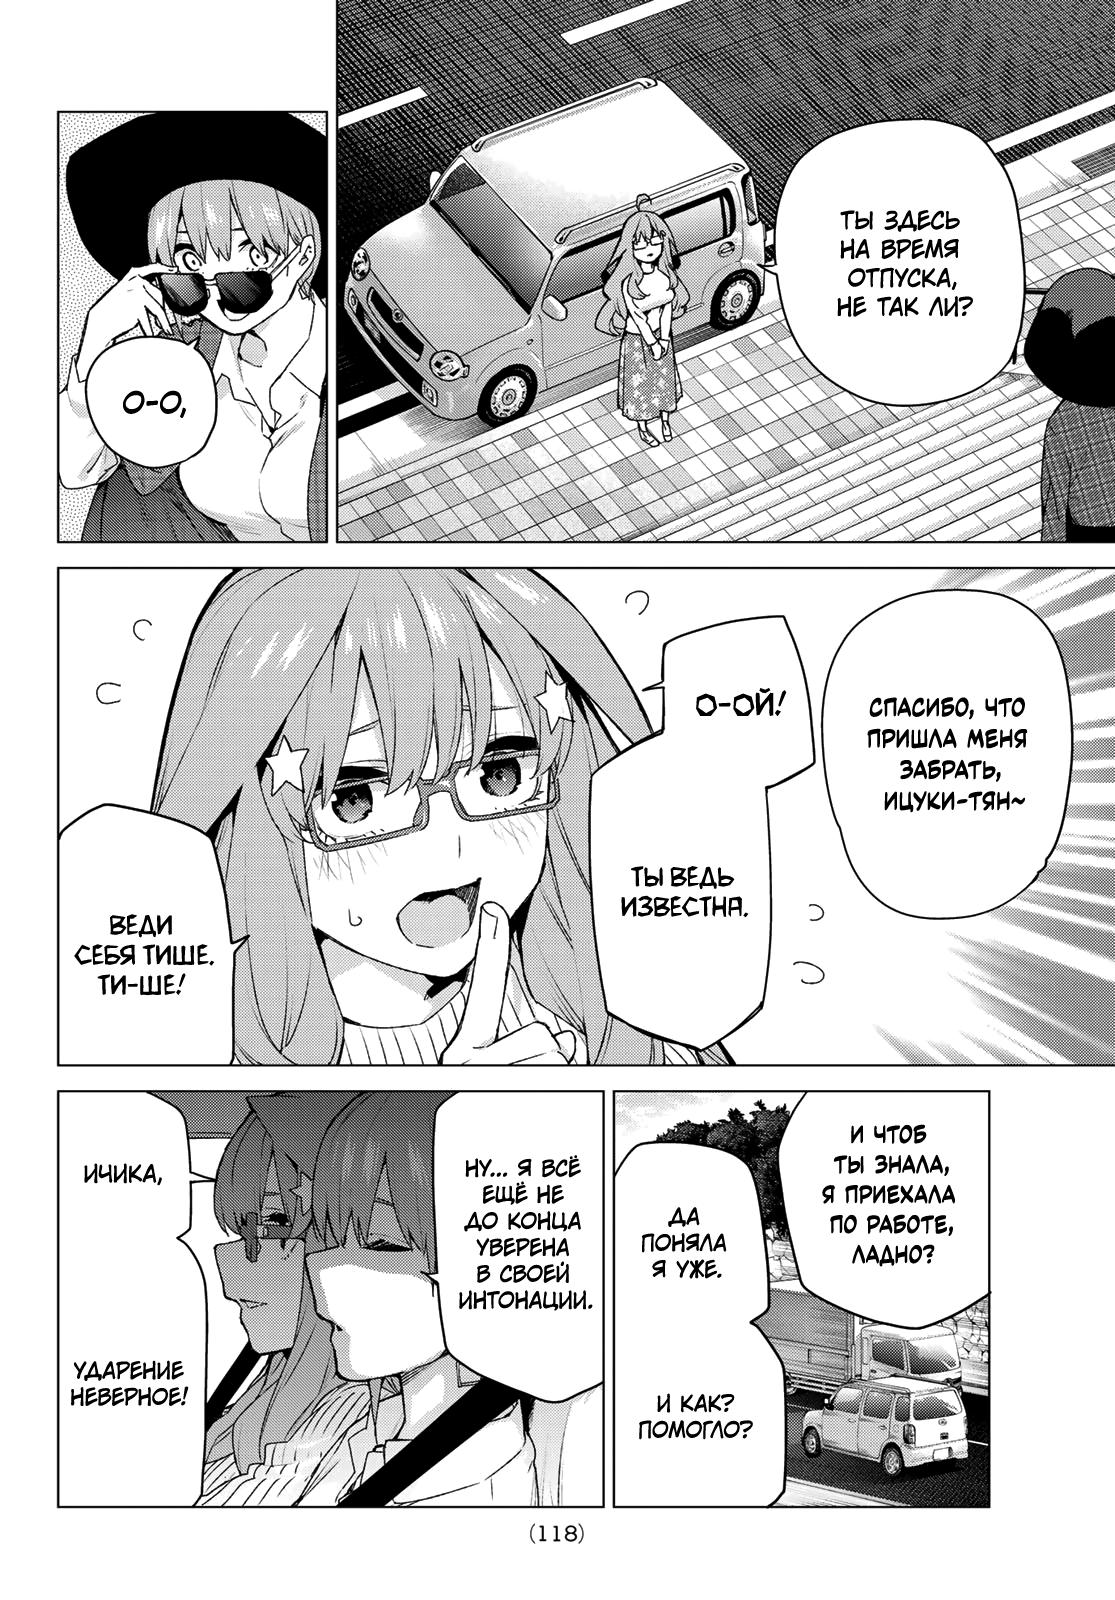 ТЫ ЗДЕСЬ
НА ВРЕМЯ
ОТПУСКА,
НЕ ТАК ЛИ?
О-О,
СПАСИБО, ЧТО
ПРИШЛА МЕНЯ
ЗАБРАТЬ,
ИЦУКИ-ТЯН~
О-ОЙ!
ТЫ ВЕДЬ
ИЗВЕСТНА.
ВЕДИ
СЕБЯ ТИШЕ.
ТИ-ШЕ!
И ЧТОБ
ТЫ ЗНАЛА,
Я ПРИЕХАЛА
ПО РАБОТЕ,
ЛАДНО?
ДА
ПОНЯЛА
Я УЖЕ.
И КАК?
ПОМОГЛО?
НУ... Я ВСЁ
ЕЩЁ НЕ
ДО КОНЦА
УВЕРЕНА
В СВОЕЙ
ИНТОНАЦИИ.
ИЧИКА,
УДАРЕНИЕ
НЕВЕРНОЕ!
(118)